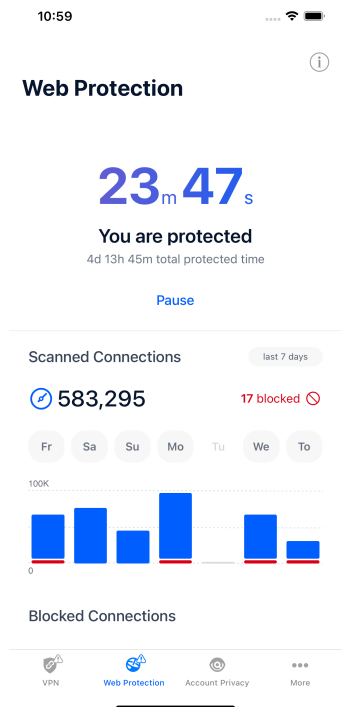 10:59
Web Protection
23m 47s
You are protected
4d 13h 45m total protected time
Pause
Scanned Connections
last 7 days
583,295
17 blocked
Fr Sa Su Mo Tu We To
100K
0
Blocked Connections
VPN Web Protection Account Privacy More